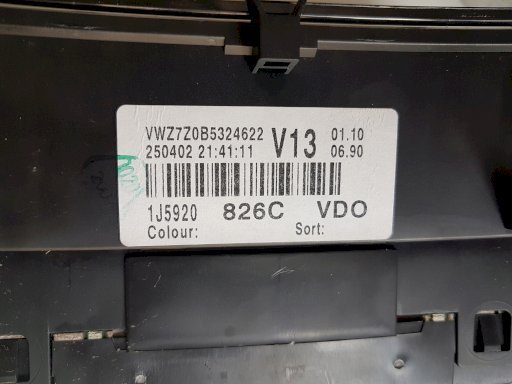 VWZ7Z0B5324622 V13 01.10
250402 21:41:11 06.90
1J5920 826C VDO
Colour: Sort: